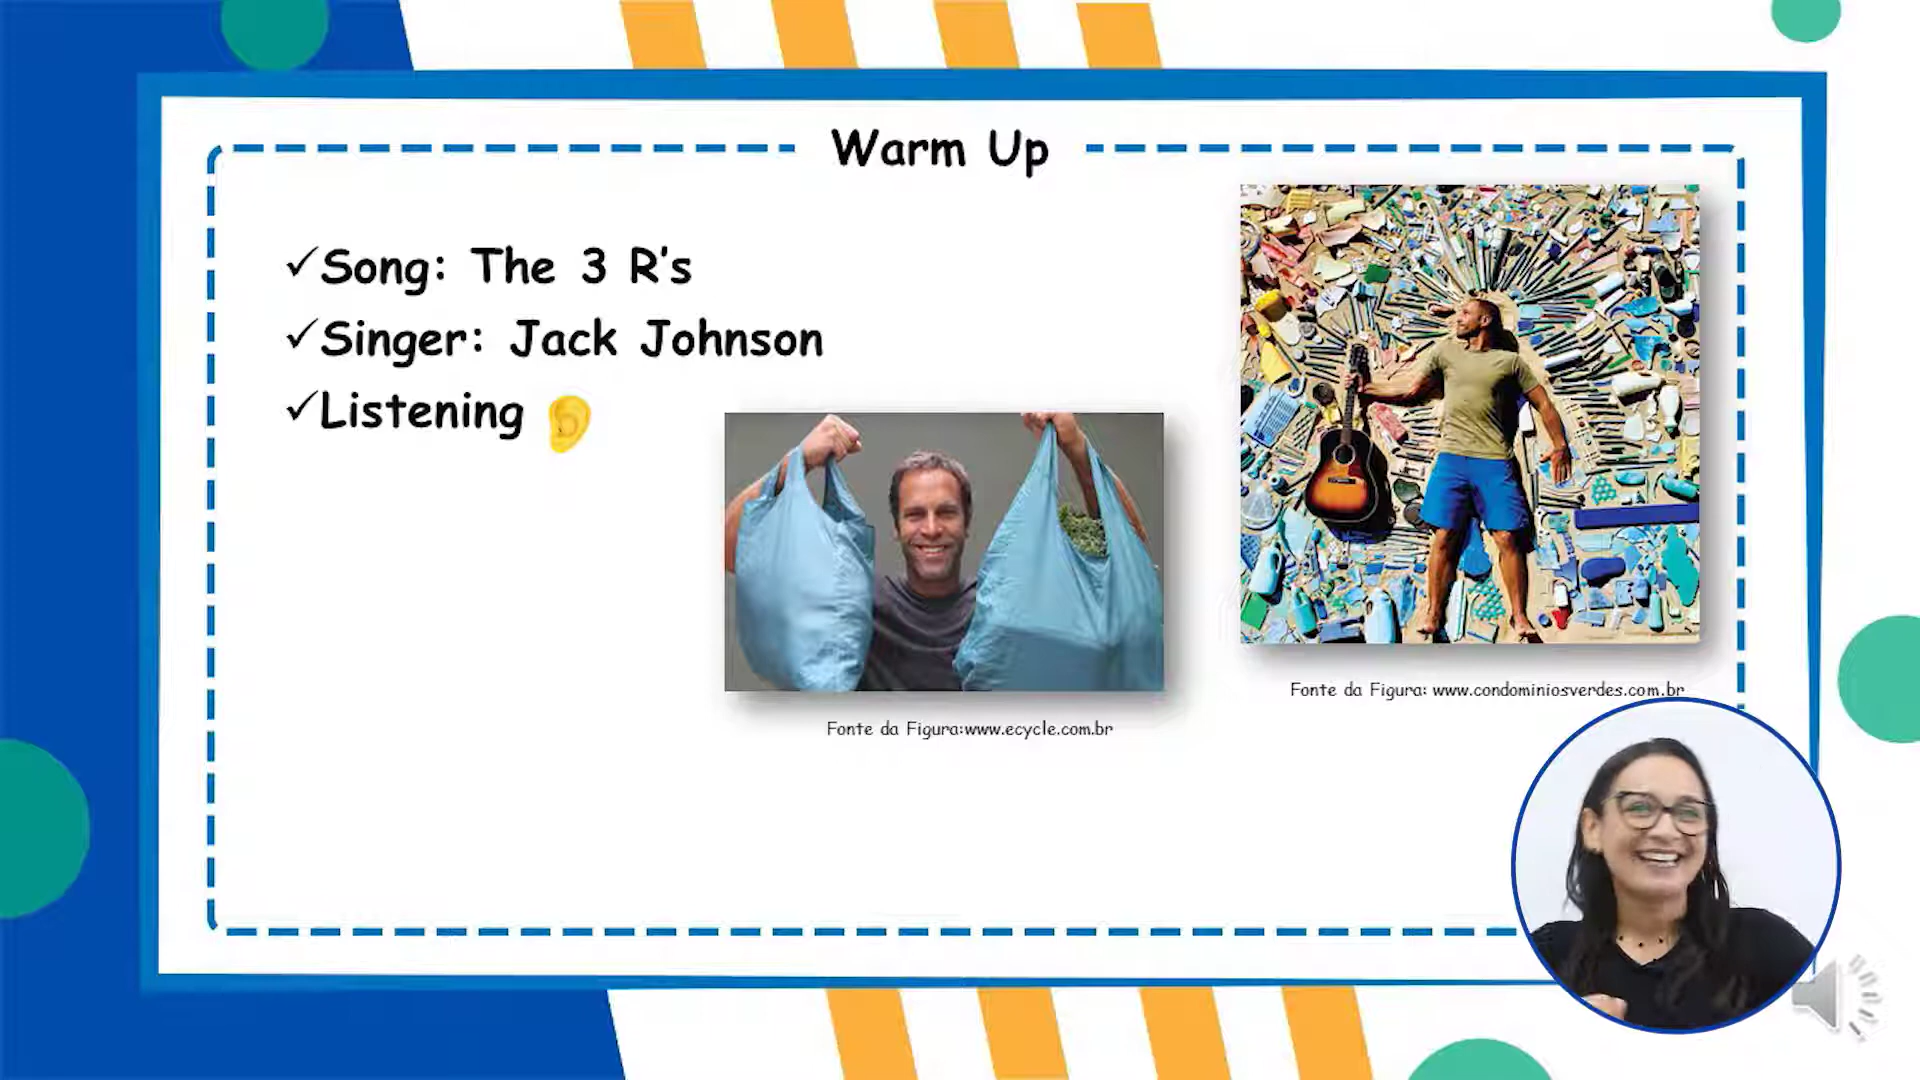 Warm Up
✓Song: The 3 R's
✓Singer: Jack Johnson
✓Listening
Fonte da Figura: www.condominiosverdes.com.br
Fonte da Figura:www.ecycle.com.br